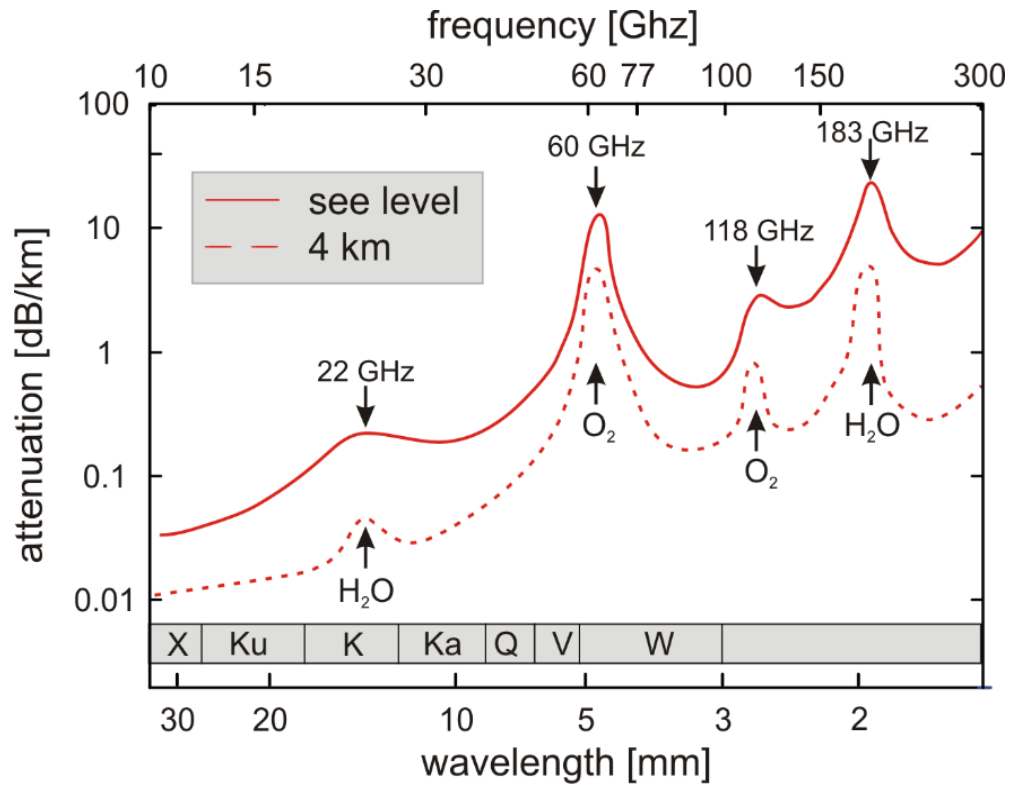 frequency [Ghz]
10 15 30 60 77 100 150 300
100
10
1
0.1
0.01
attenuation [dB/km]
see level
4 km
22 GHz
60 GHz
118 GHz
183 GHz
H₂O
O₂
O₂
H₂O
X Ku K Ka Q V W
30 20 10 5 3 2
wavelength [mm]